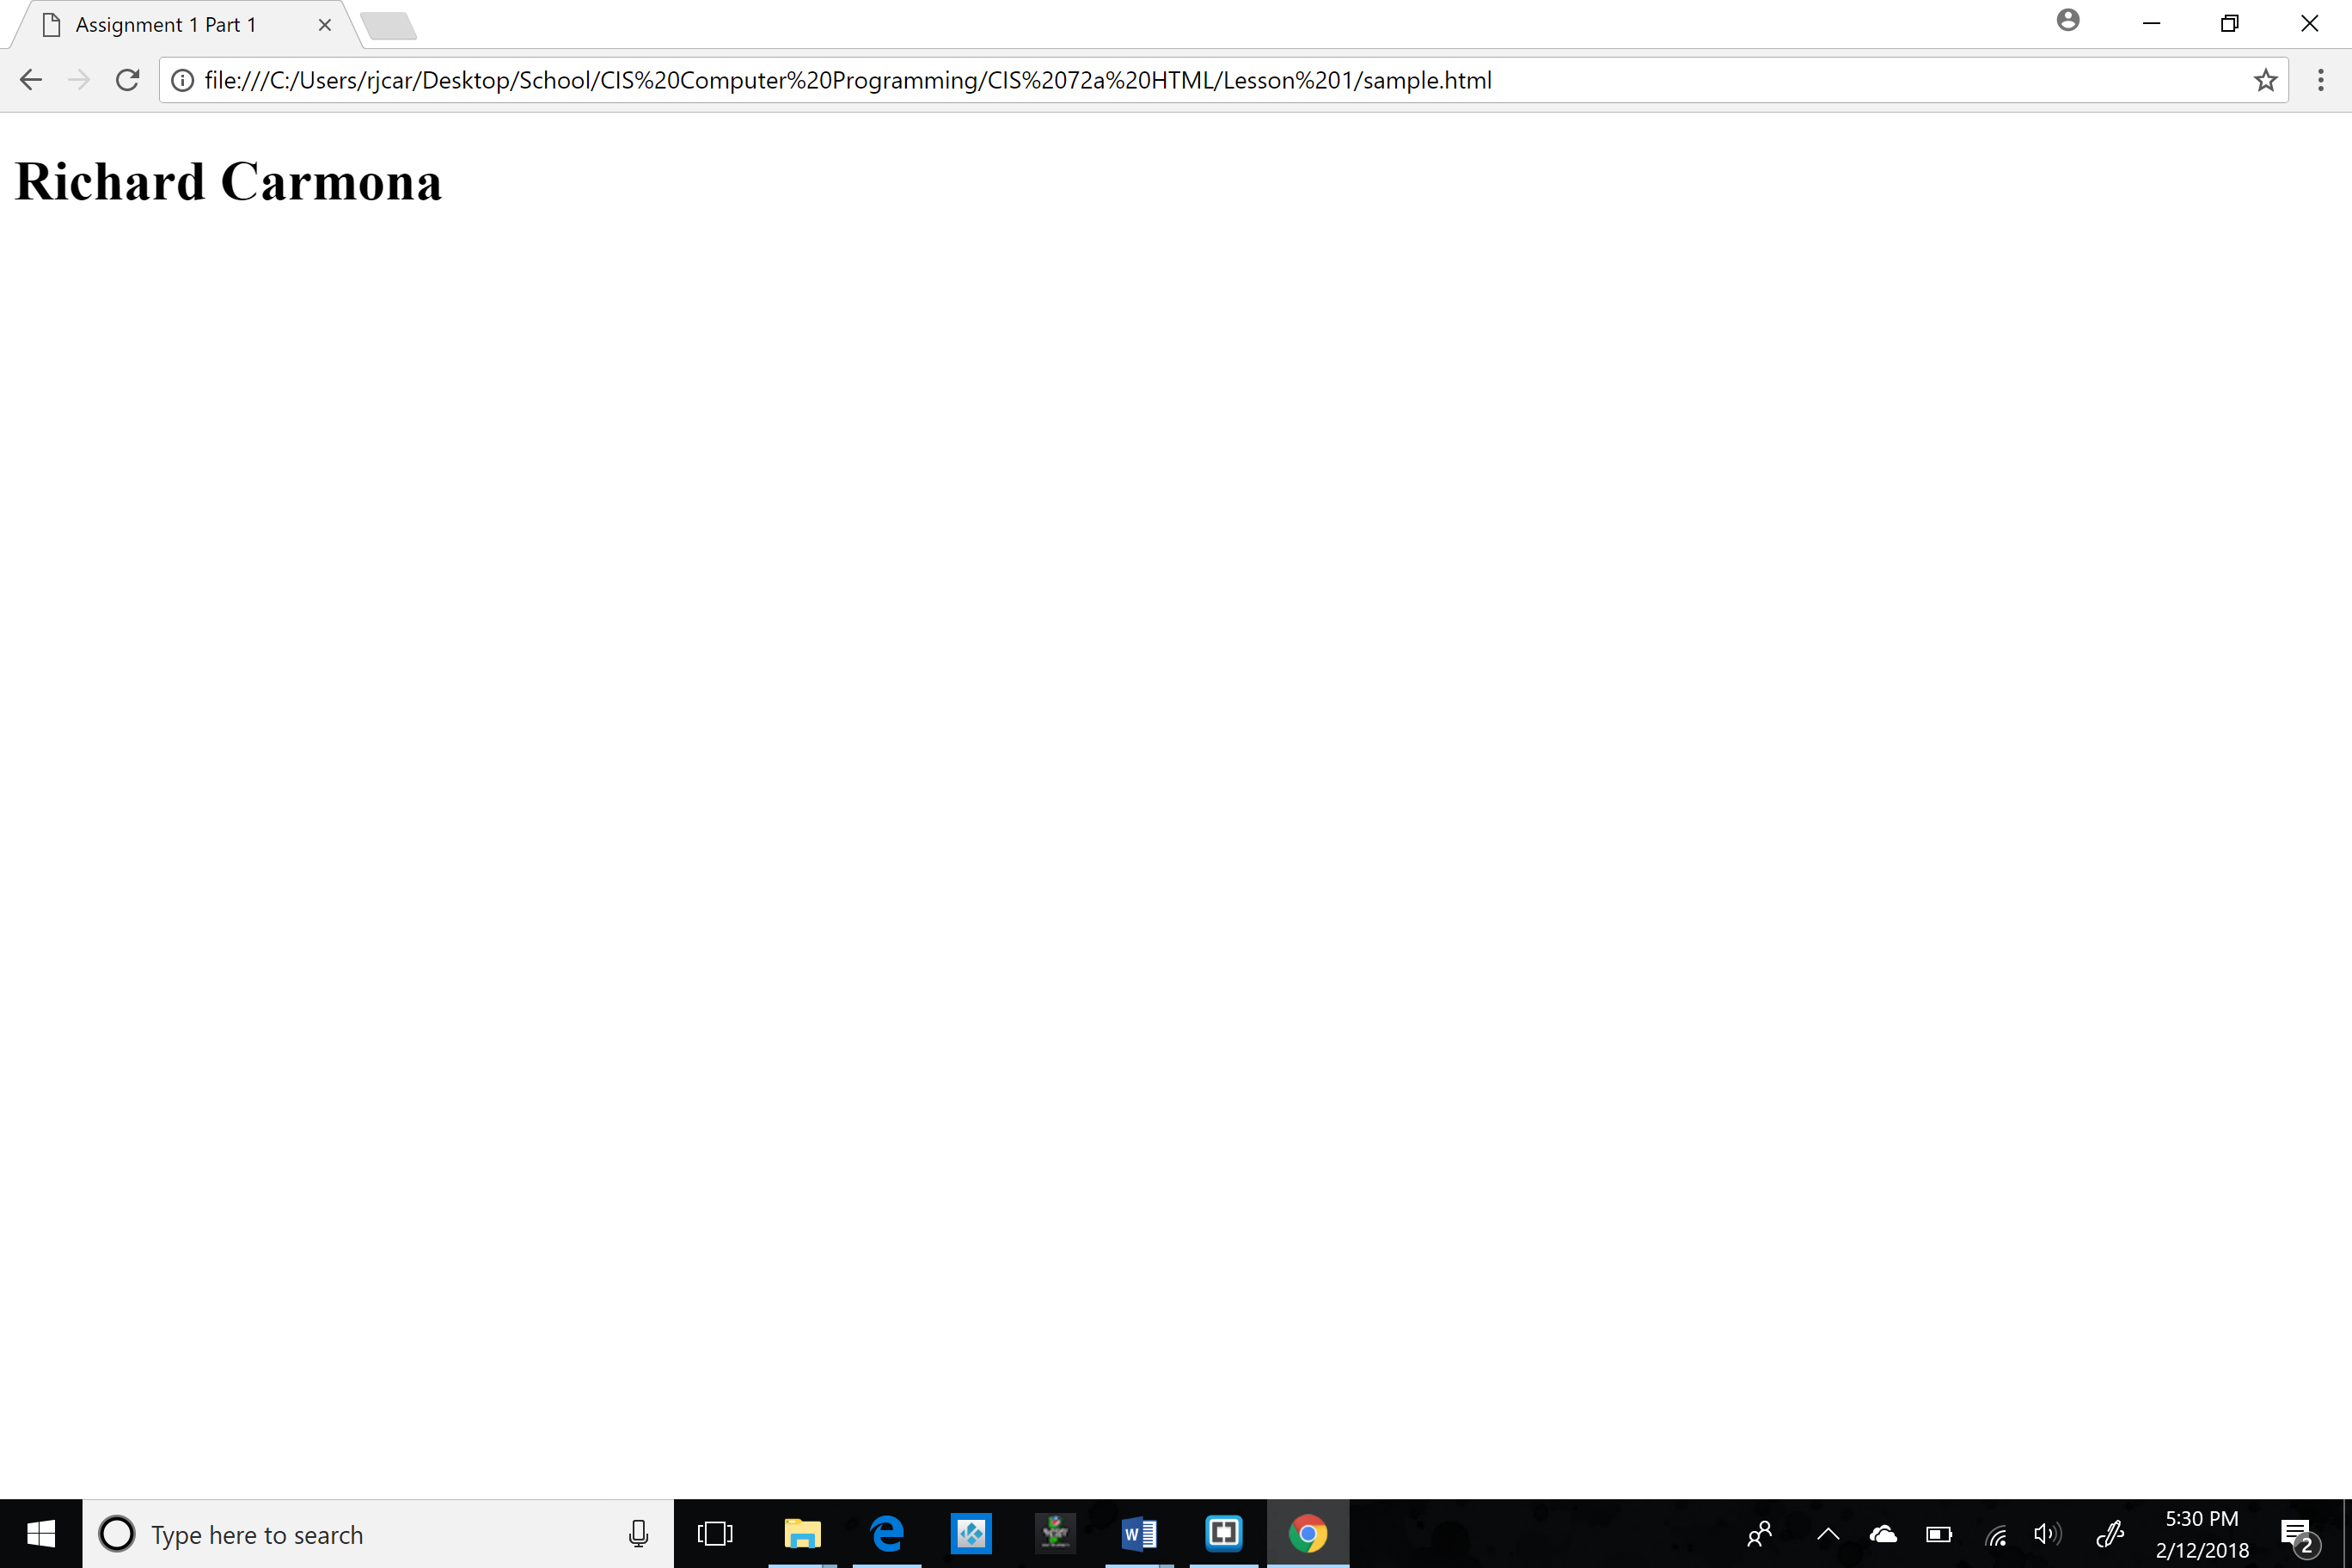 Assignment 1 Part 1
file:///C:/Users/rjcar/Desktop/School/CIS%20Computer%20Programming/CIS%2072a%20HTML/Lesson%201/sample.html
Richard Carmona
Type here to search
5:30 PM
2/12/2018
2